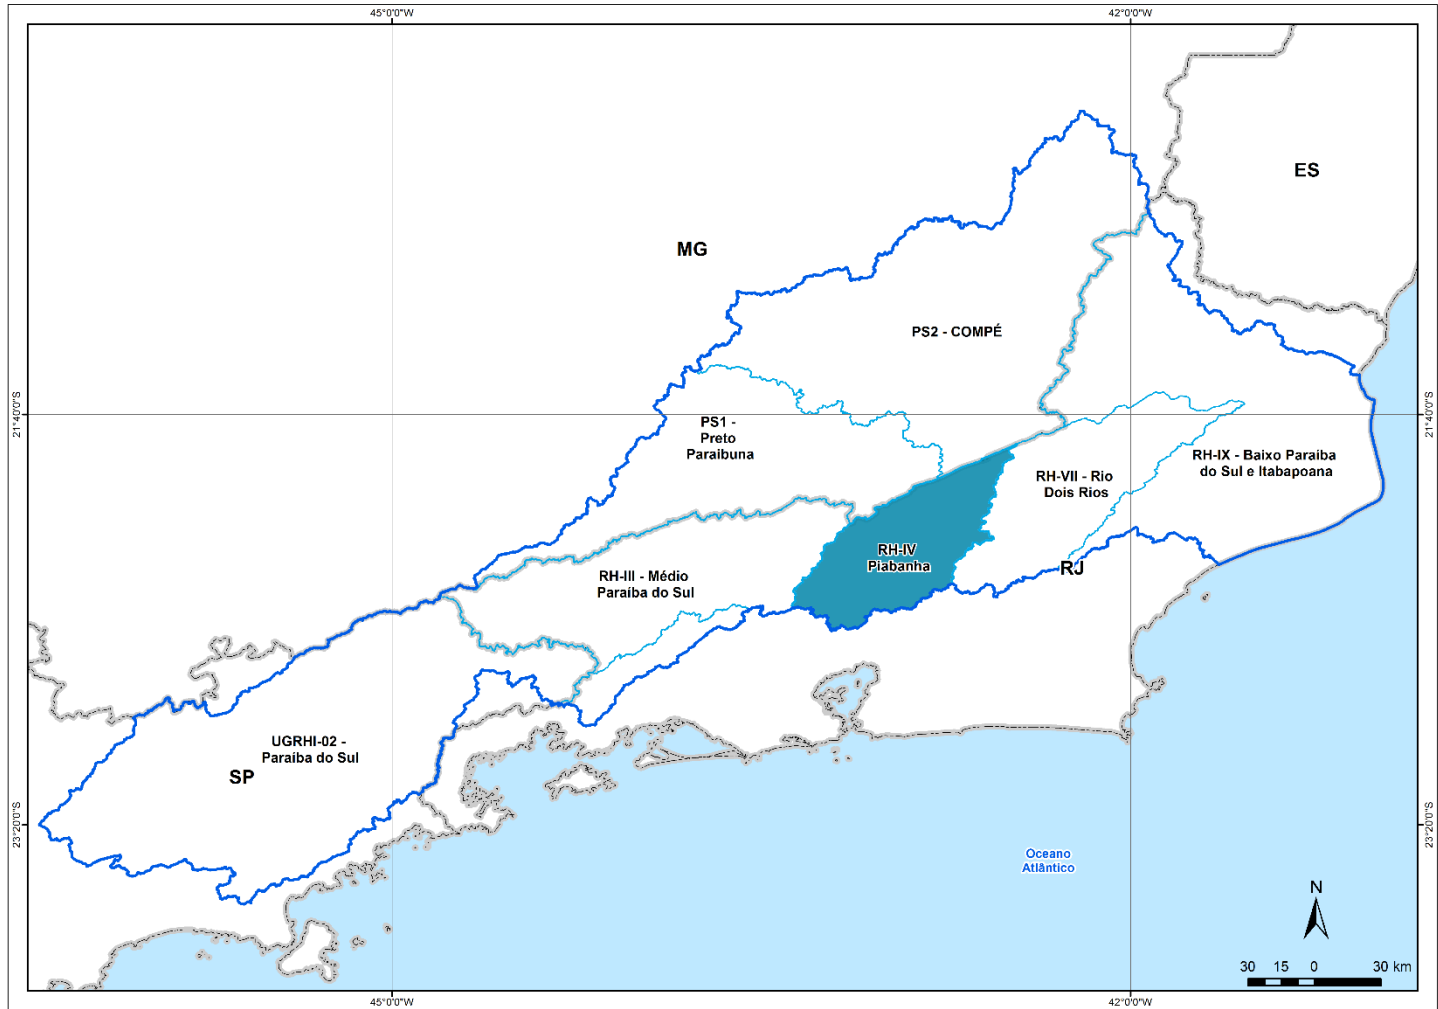 45°0'0"W
42°0'0"W
ES
MG
PS2 - COMPÉ
21°40'0"S
21°40'0"S
PS1 -
Preto
Paraibuna
RH-IX - Baixo Paraíba
do Sul e Itabapoana
RH-VII - Rio
Dois Rios
RH-IV
Piabanha
RJ
RH-III - Médio
Paraíba do Sul
UGRHI-02 -
Paraíba do Sul
SP
23°20'0"S
23°20'0"S
Oceano
Atlântico
N
30 15 0 30 km
45°0'0"W
42°0'0"W